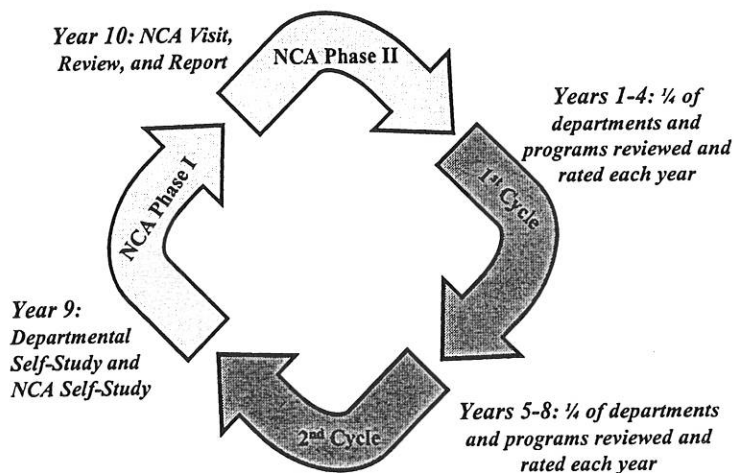 Year 10: NCA Visit,
Review, and Report
NCA Phase II
Years 1-4: ¼ of
departments and
programs reviewed and
rated each year
1st Cycle
NCA Phase I
Year 9:
Departmental
Self-Study and
NCA Self-Study
2nd Cycle
Years 5-8: ¼ of departments
and programs reviewed and
rated each year